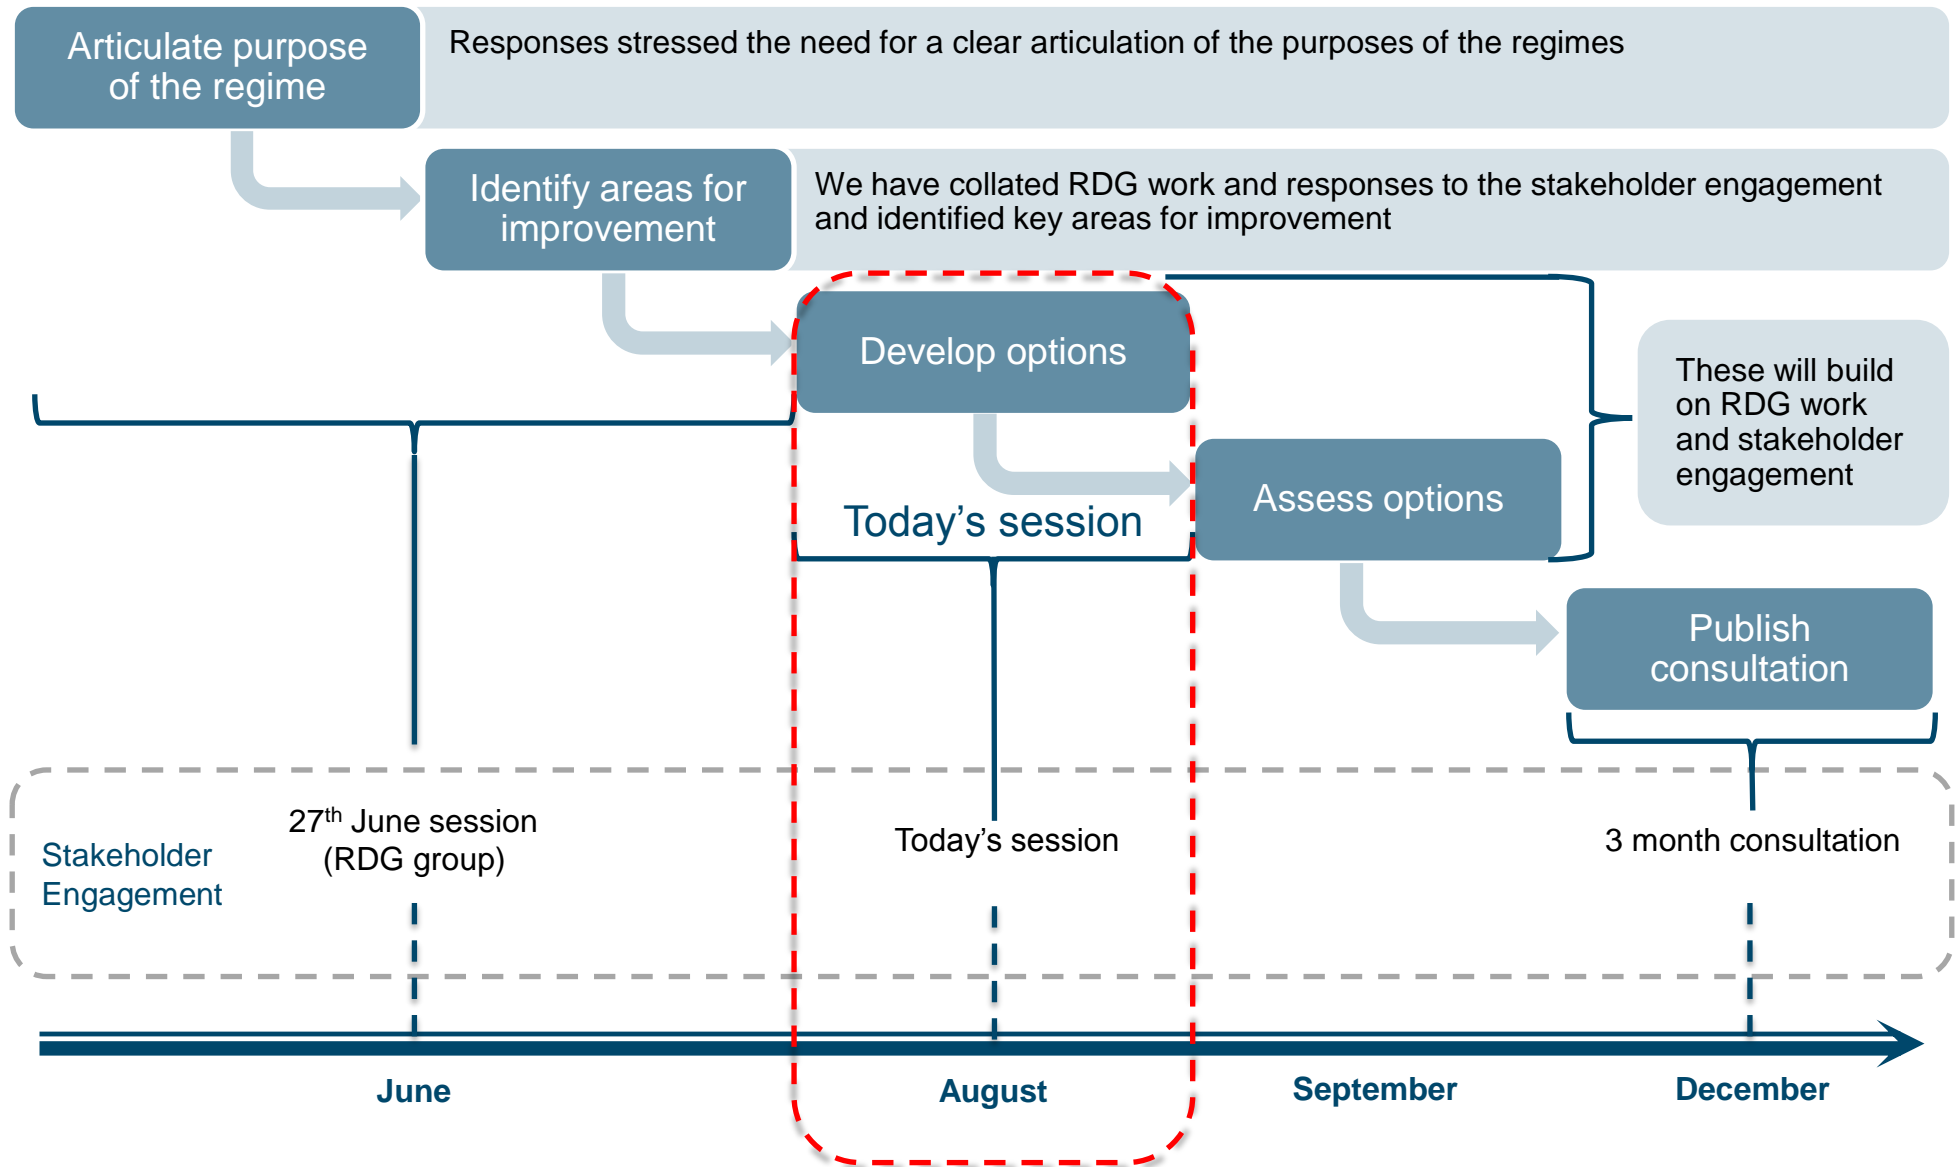 Articulate purpose
of the regime
Responses stressed the need for a clear articulation of the purposes of the regimes
Identify areas for
improvement
We have collated RDG work and responses to the stakeholder engagement
and identified key areas for improvement
Develop options
These will build
on RDG work
and stakeholder
engagement
Assess options
Today’s session
Publish
consultation
Stakeholder
Engagement
27th June session
(RDG group)
Today’s session
3 month consultation
June
August
September
December